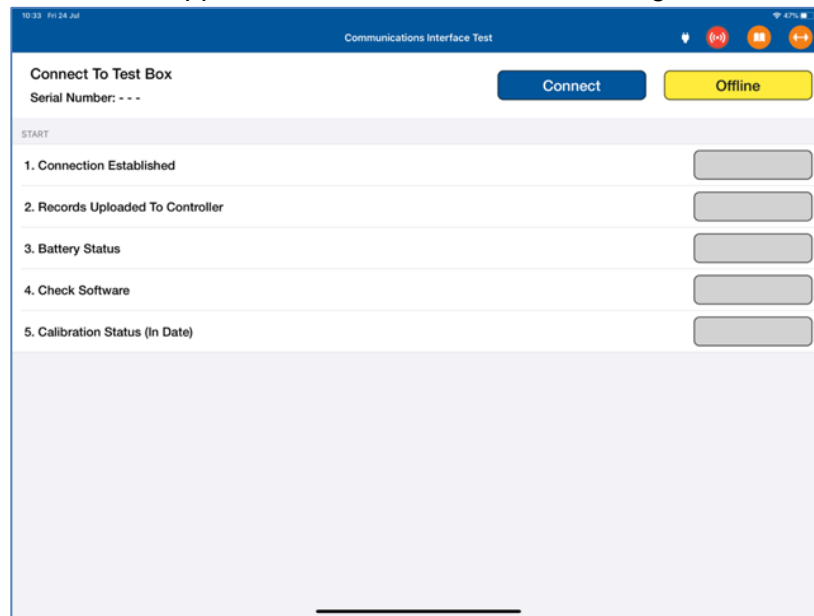 10:33 Fri 24 Jul
47%
Communications Interface Test
Connect To Test Box
Connect
Offline
Serial Number: - - -
START
1. Connection Established
2. Records Uploaded To Controller
3. Battery Status
4. Check Software
5. Calibration Status (In Date)